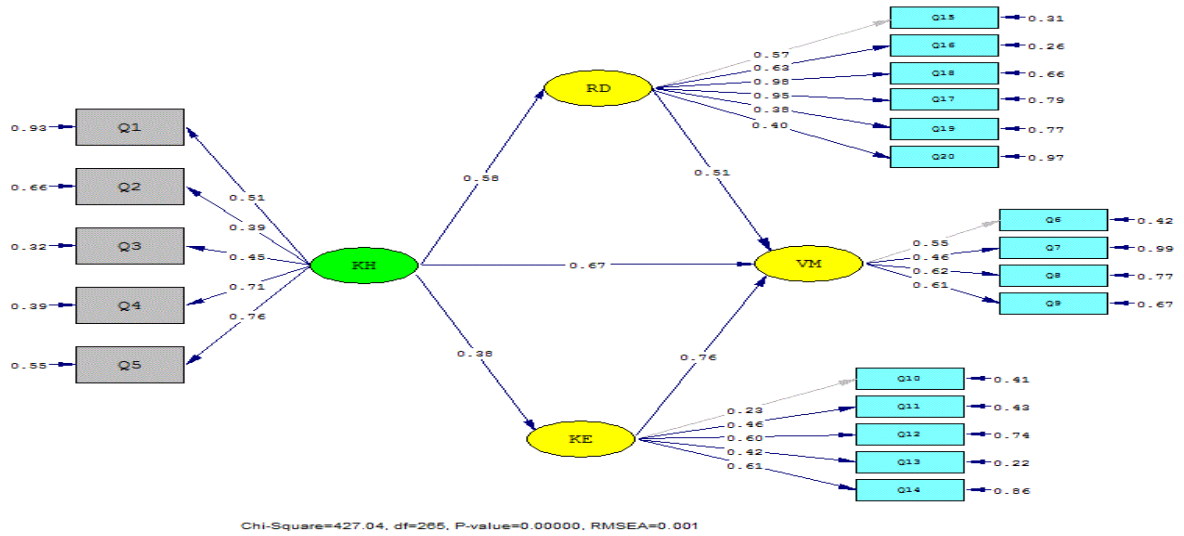 Q15
0.31
Q16
0.26
Q18
0.66
Q17
0.79
Q19
0.77
Q20
0.97
0.57
0.63
0.98
0.95
0.38
0.40
RD
0.93
Q1
0.66
Q2
0.32
Q3
0.39
Q4
0.55
Q5
0.51
0.39
0.45
0.71
0.76
KH
0.58
0.51
0.67
0.38
0.76
VM
0.55
0.46
0.62
0.61
Q6
0.42
Q7
0.99
Q8
0.77
Q9
0.67
KE
0.23
0.46
0.60
0.42
0.61
Q10
0.41
Q11
0.43
Q12
0.74
Q13
0.22
Q14
0.86
Chi-Square=427.04, df=265, P-value=0.00000, RMSEA=0.001